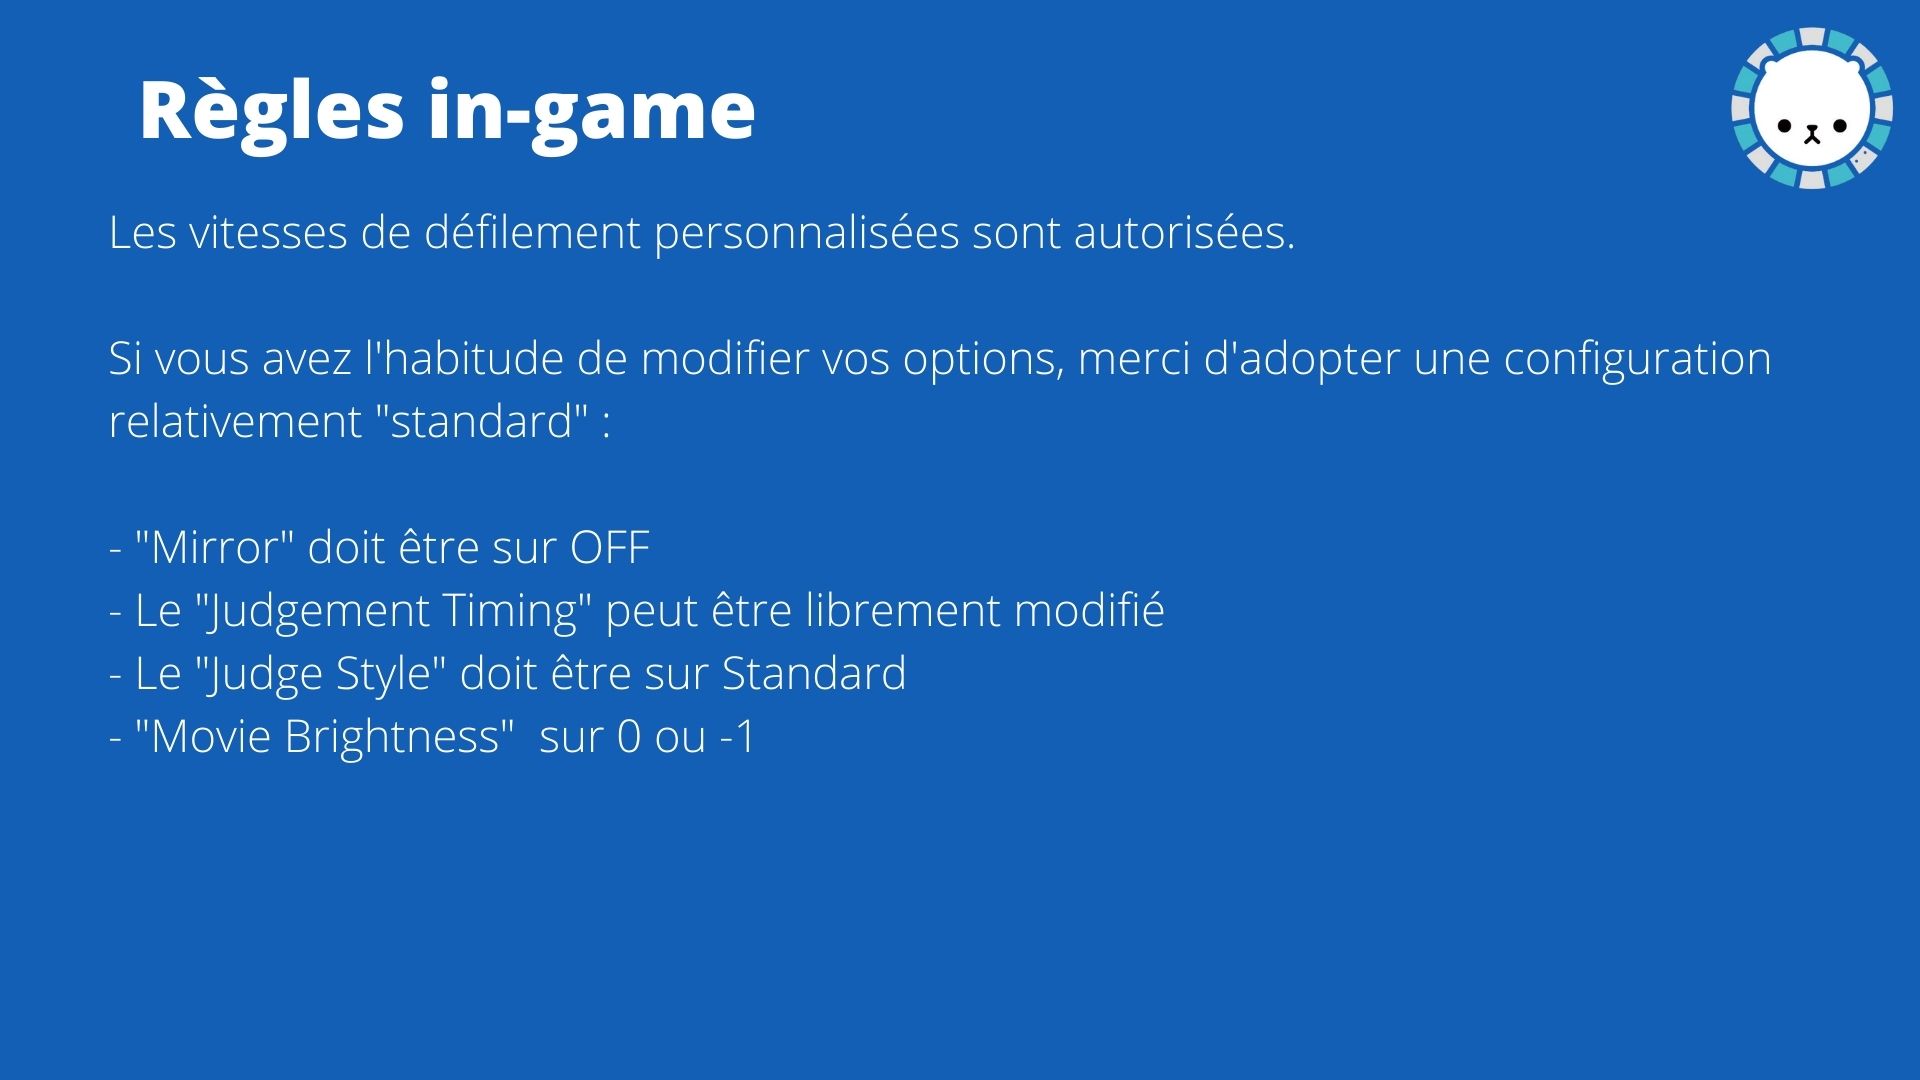 Règles in-game
Les vitesses de défilement personnalisées sont autorisées.
Si vous avez l'habitude de modifier vos options, merci d'adopter une configuration
relativement "standard" :
- "Mirror" doit être sur OFF
- Le "Judgement Timing" peut être librement modifié
- Le "Judge Style" doit être sur Standard
- "Movie Brightness"  sur 0 ou -1